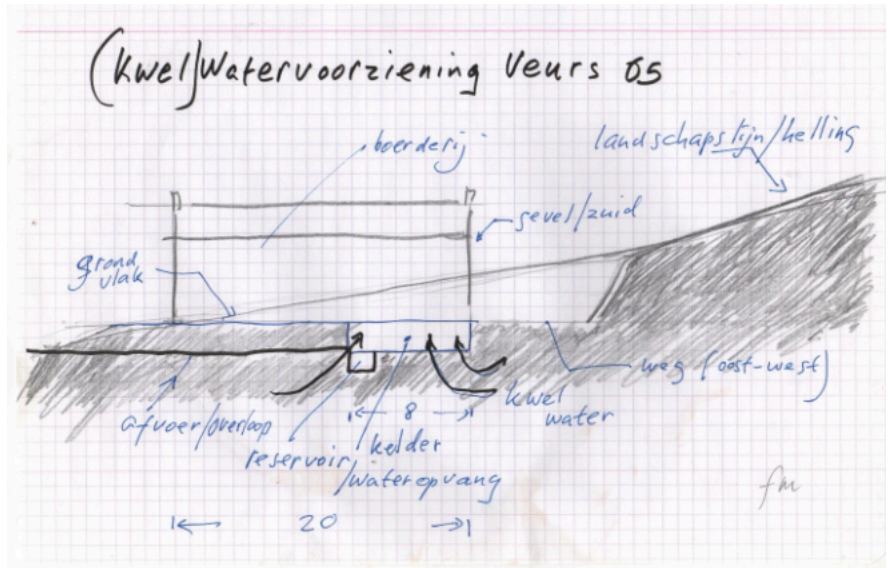 (Kwel)Watervoorziening Veurs 65
boerderij
landschapslijn/helling
gevel/zuid
grond
vlak
weg (oost-west)
afvoer/overloop
8
kwel
water
reservoir
kelder
/wateropvang
fm
20